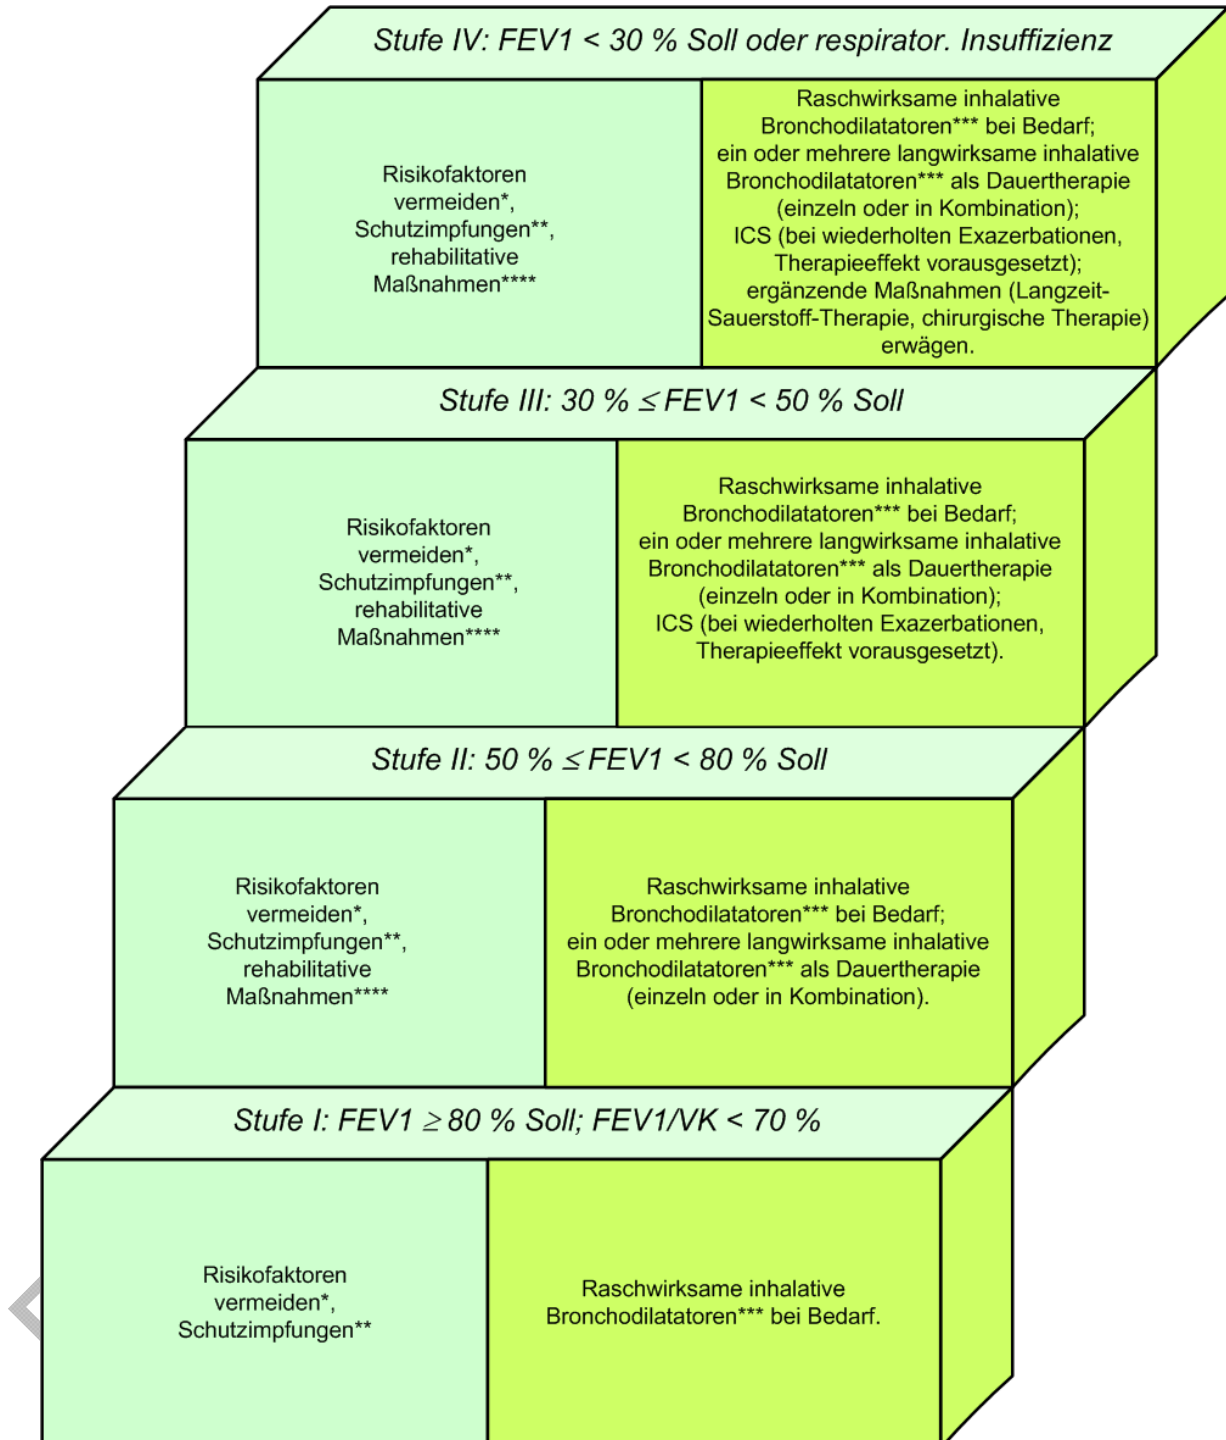 Stufe IV: FEV1 < 30 % Soll oder respirator. Insuffizienz
Risikofaktoren
vermeiden*,
Schutzimpfungen**,
rehabilitative
Maßnahmen****
Raschwirksame inhalative
Bronchodilatatoren*** bei Bedarf;
ein oder mehrere langwirksame inhalative
Bronchodilatatoren*** als Dauertherapie
(einzeln oder in Kombination);
ICS (bei wiederholten Exazerbationen,
Therapieeffekt vorausgesetzt);
ergänzende Maßnahmen (Langzeit-
Sauerstoff-Therapie, chirurgische Therapie)
erwägen.
Stufe III: 30 % ≤ FEV1 < 50 % Soll
Risikofaktoren
vermeiden*,
Schutzimpfungen**,
rehabilitative
Maßnahmen****
Raschwirksame inhalative
Bronchodilatatoren*** bei Bedarf;
ein oder mehrere langwirksame inhalative
Bronchodilatatoren*** als Dauertherapie
(einzeln oder in Kombination);
ICS (bei wiederholten Exazerbationen,
Therapieeffekt vorausgesetzt).
Stufe II: 50 % ≤ FEV1 < 80 % Soll
Risikofaktoren
vermeiden*,
Schutzimpfungen**,
rehabilitative
Maßnahmen****
Raschwirksame inhalative
Bronchodilatatoren*** bei Bedarf;
ein oder mehrere langwirksame inhalative
Bronchodilatatoren*** als Dauertherapie
(einzeln oder in Kombination).
Stufe I: FEV1 ≥ 80 % Soll; FEV1/VK < 70 %
Risikofaktoren
vermeiden*,
Schutzimpfungen**
Raschwirksame inhalative
Bronchodilatatoren*** bei Bedarf.